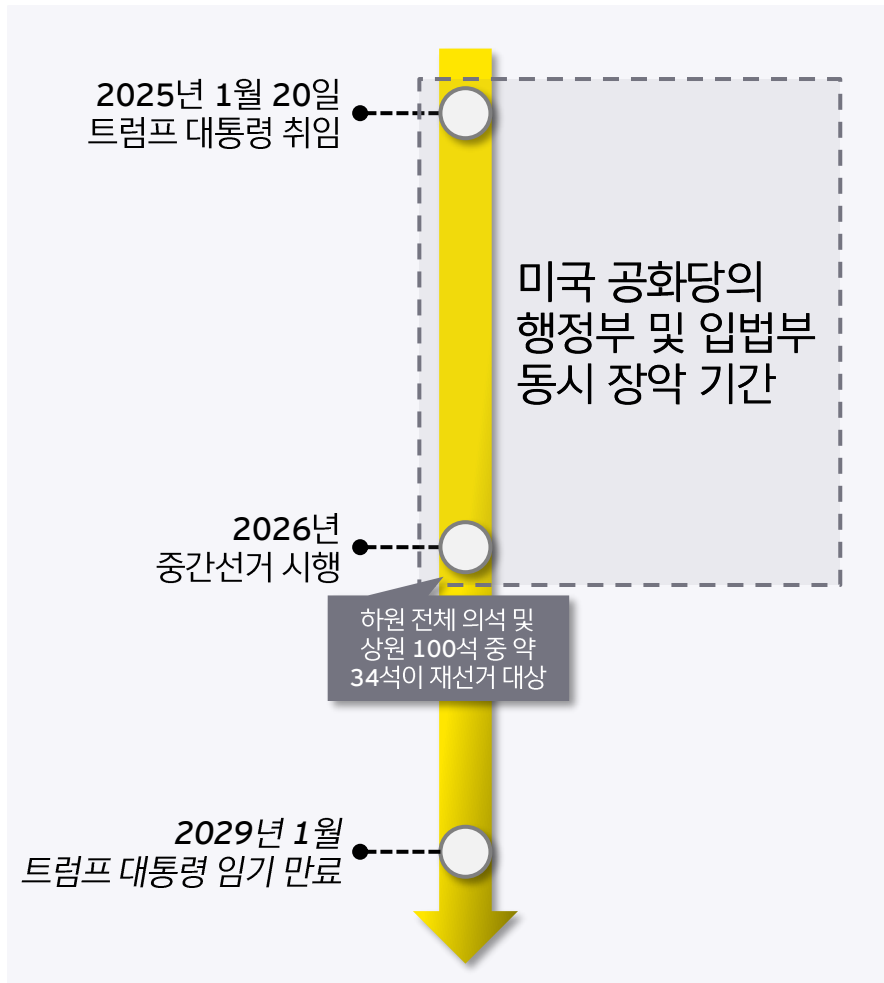 2025년 1월 20일
트럼프 대통령 취임
미국 공화당의
행정부 및 입법부
동시 장악 기간
2026년
중간선거 시행
하원 전체 의석 및
상원 100석 중 약
34석이 재선거 대상
2029년 1월
트럼프 대통령 임기 만료